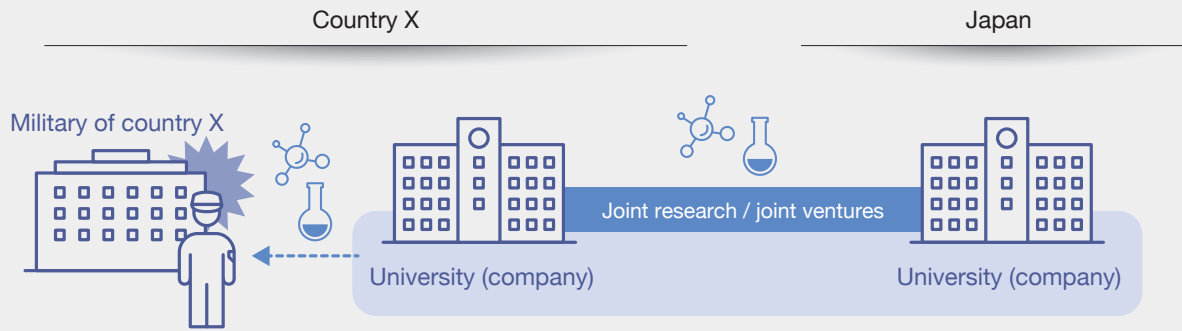 Country X
Japan
Military of country X
Joint research / joint ventures
University (company)
University (company)